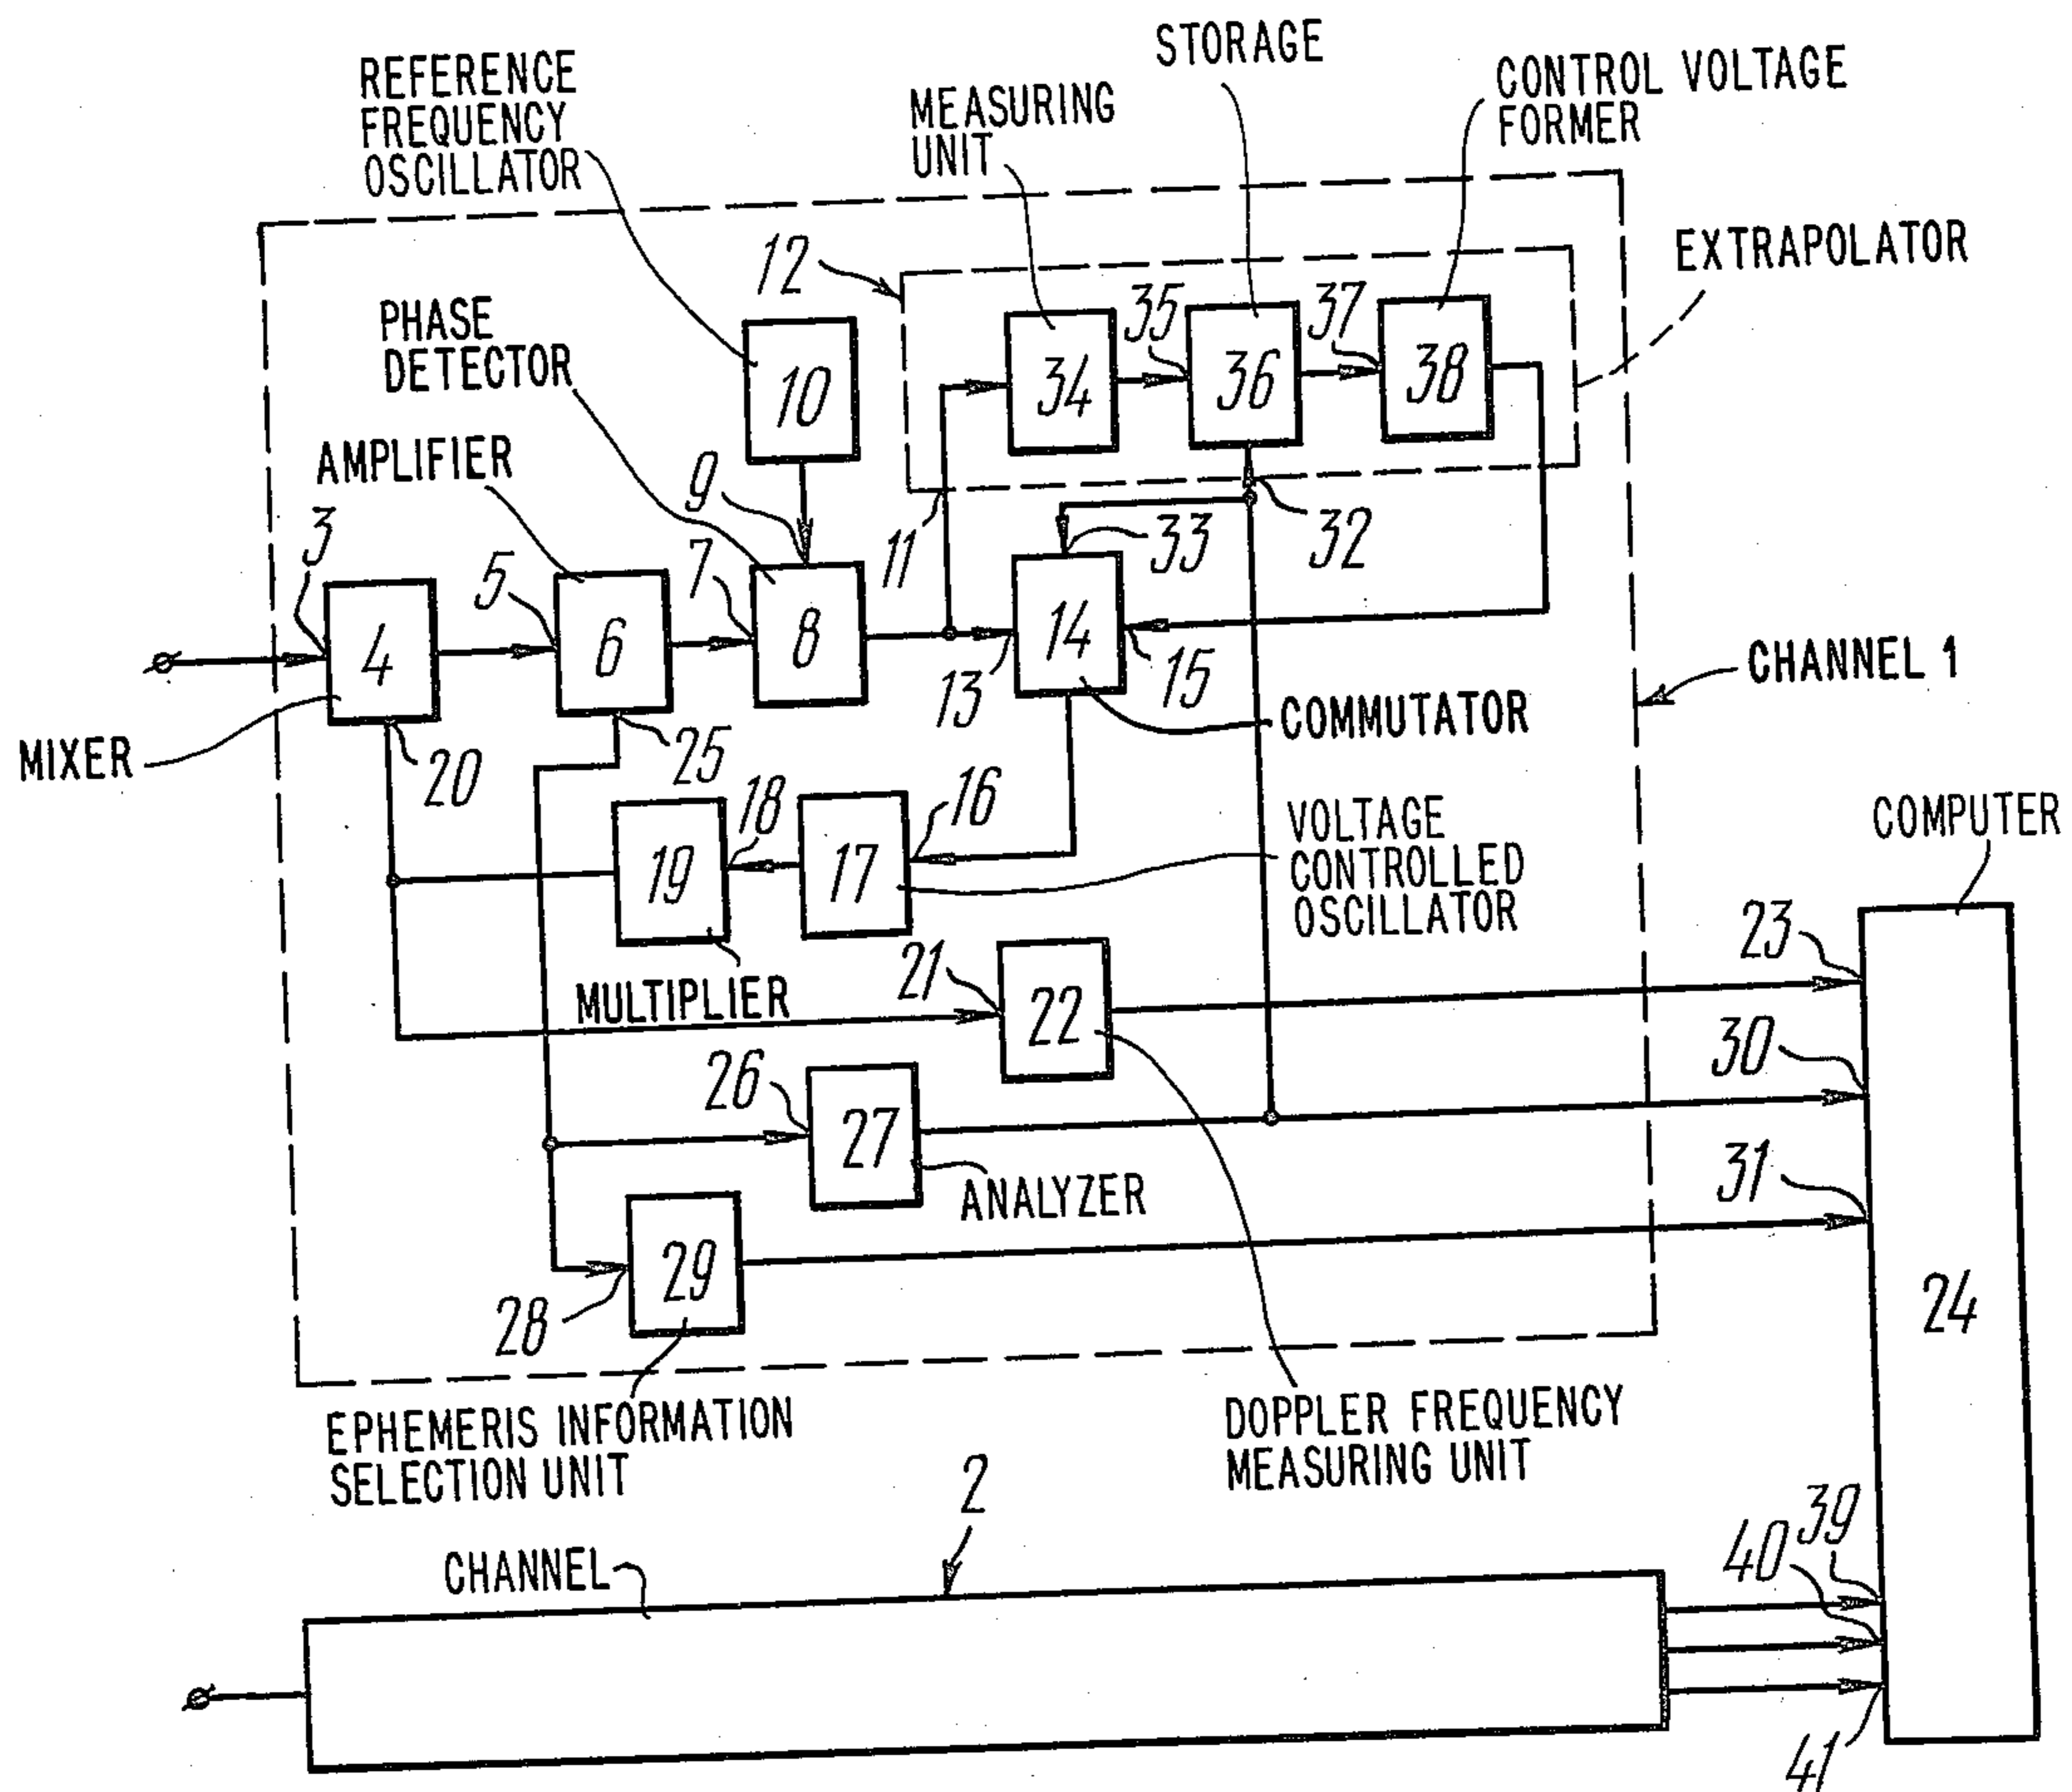 STORAGE
REFERENCE
FREQUENCY
OSCILLATOR
MEASURING
UNIT
CONTROL VOLTAGE
FORMER
EXTRAPOLATOR
12
PHASE
DETECTOR
10
34
35
36
37
38
AMPLIFIER
9
11
33
32
3
4
5
6
7
8
13
14
15
CHANNEL 1
MIXER
20
25
COMMUTATOR
19
18
17
16
VOLTAGE
CONTROLLED
OSCILLATOR
COMPUTER
MULTIPLIER
21
22
23
26
27
30
ANALYZER
31
28
29
24
EPHEMERIS INFORMATION
SELECTION UNIT
DOPPLER FREQUENCY
MEASURING UNIT
2
CHANNEL
39
40
41